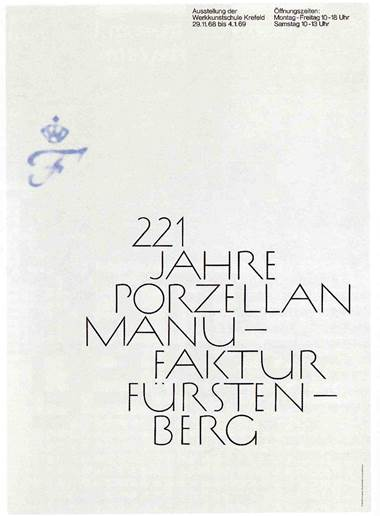 Ausstellung der
Werkkunstschule Krefeld
29.11.68 bis 4.1.69
Öffnungszeiten:
Montag-Freitag 10-18 Uhr
Samstag 10-13 Uhr
F
221
JAHRE
PORZELLAN
MANU–
FAKTUR
FÜRSTEN–
BERG